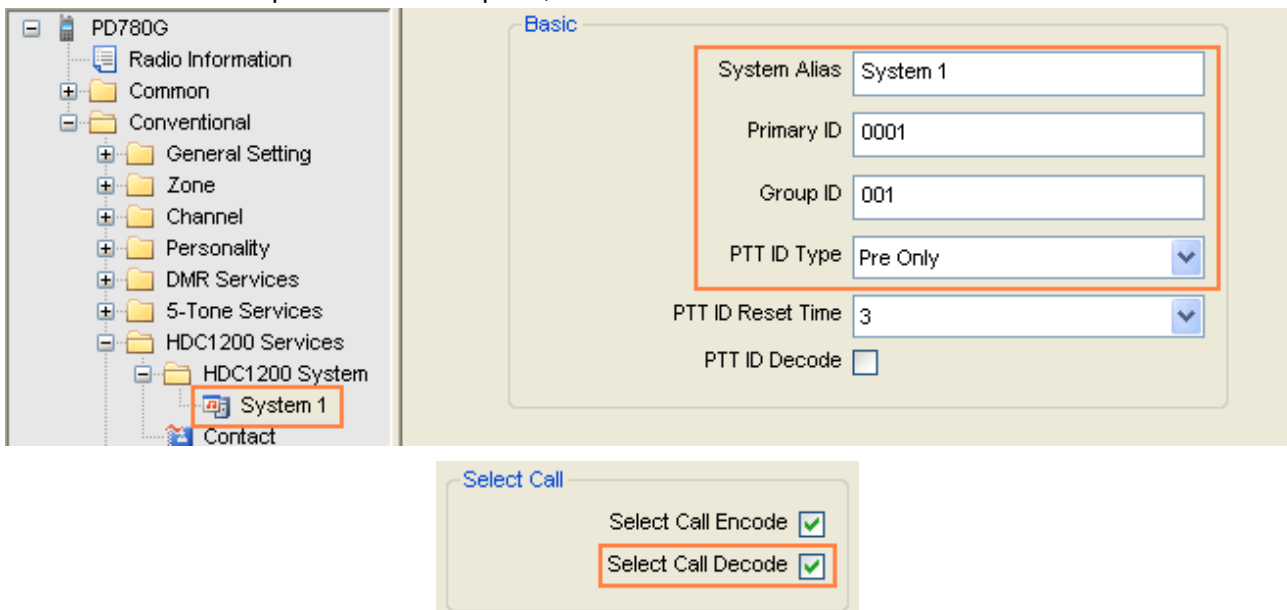 PD780G
Radio Information
Common
Conventional
General Setting
Zone
Channel
Personality
DMR Services
5-Tone Services
HDC1200 Services
HDC1200 System
System 1
Contact
Basic
System Alias System 1
Primary ID 0001
Group ID 001
PTT ID Type Pre Only
PTT ID Reset Time 3
PTT ID Decode
Select Call
Select Call Encode
Select Call Decode